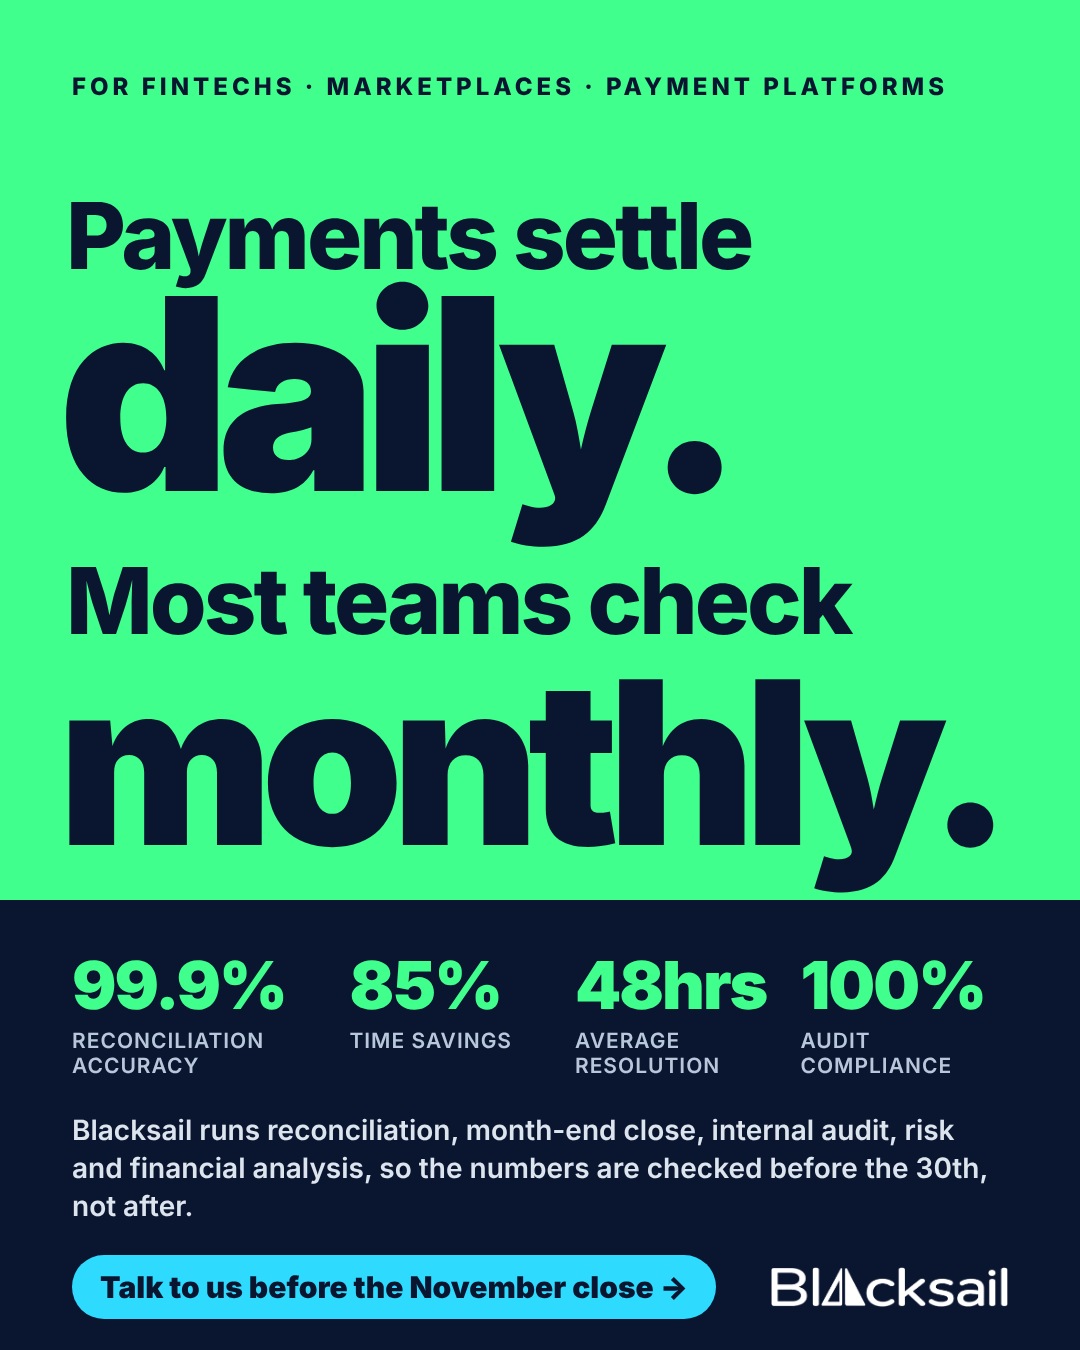 FOR FINTECHS · MARKETPLACES · PAYMENT PLATFORMS
Payments settle
daily.
Most teams check
monthly.
99.9% 85% 48hrs 100%
RECONCILIATION ACCURACY
TIME SAVINGS
AVERAGE RESOLUTION
AUDIT COMPLIANCE
Blacksail runs reconciliation, month-end close, internal audit, risk
and financial analysis, so the numbers are checked before the 30th,
not after.
Talk to us before the November close →
Blacksail